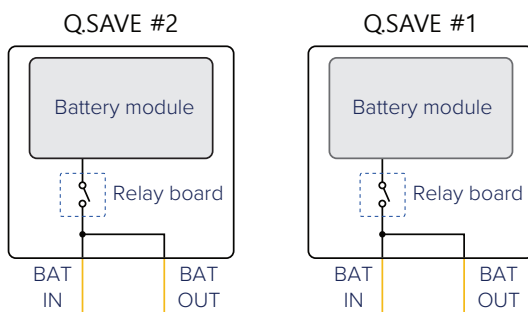 Q.SAVE #2
Q.SAVE #1
Battery module
Battery module
Relay board
Relay board
BAT
IN
BAT
OUT
BAT
IN
BAT
OUT